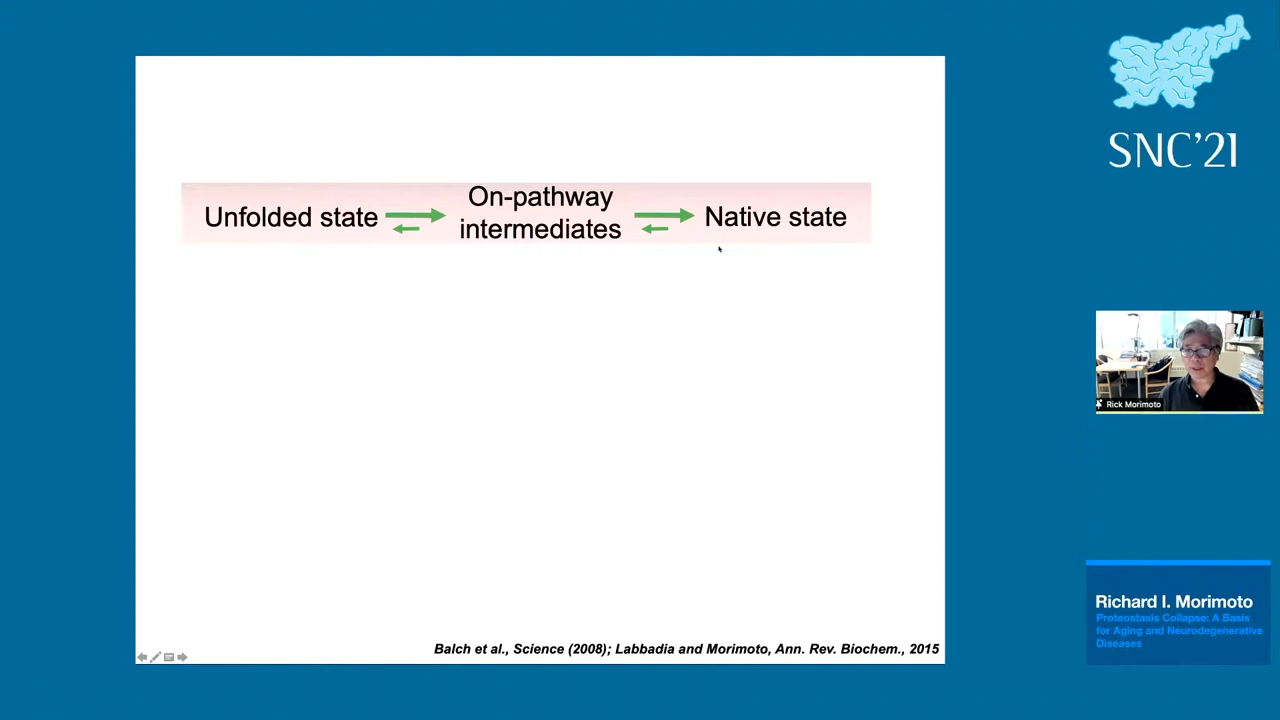 SNC'21
On-pathway
Unfolded state
intermediates
Native state
Rick Morimoto
Richard I. Morimoto
Proteostasis Collapse: A Basis
for Aging and Neurodegenerative
Diseases
Balch et al., Science (2008); Labbadia and Morimoto, Ann. Rev. Biochem., 2015